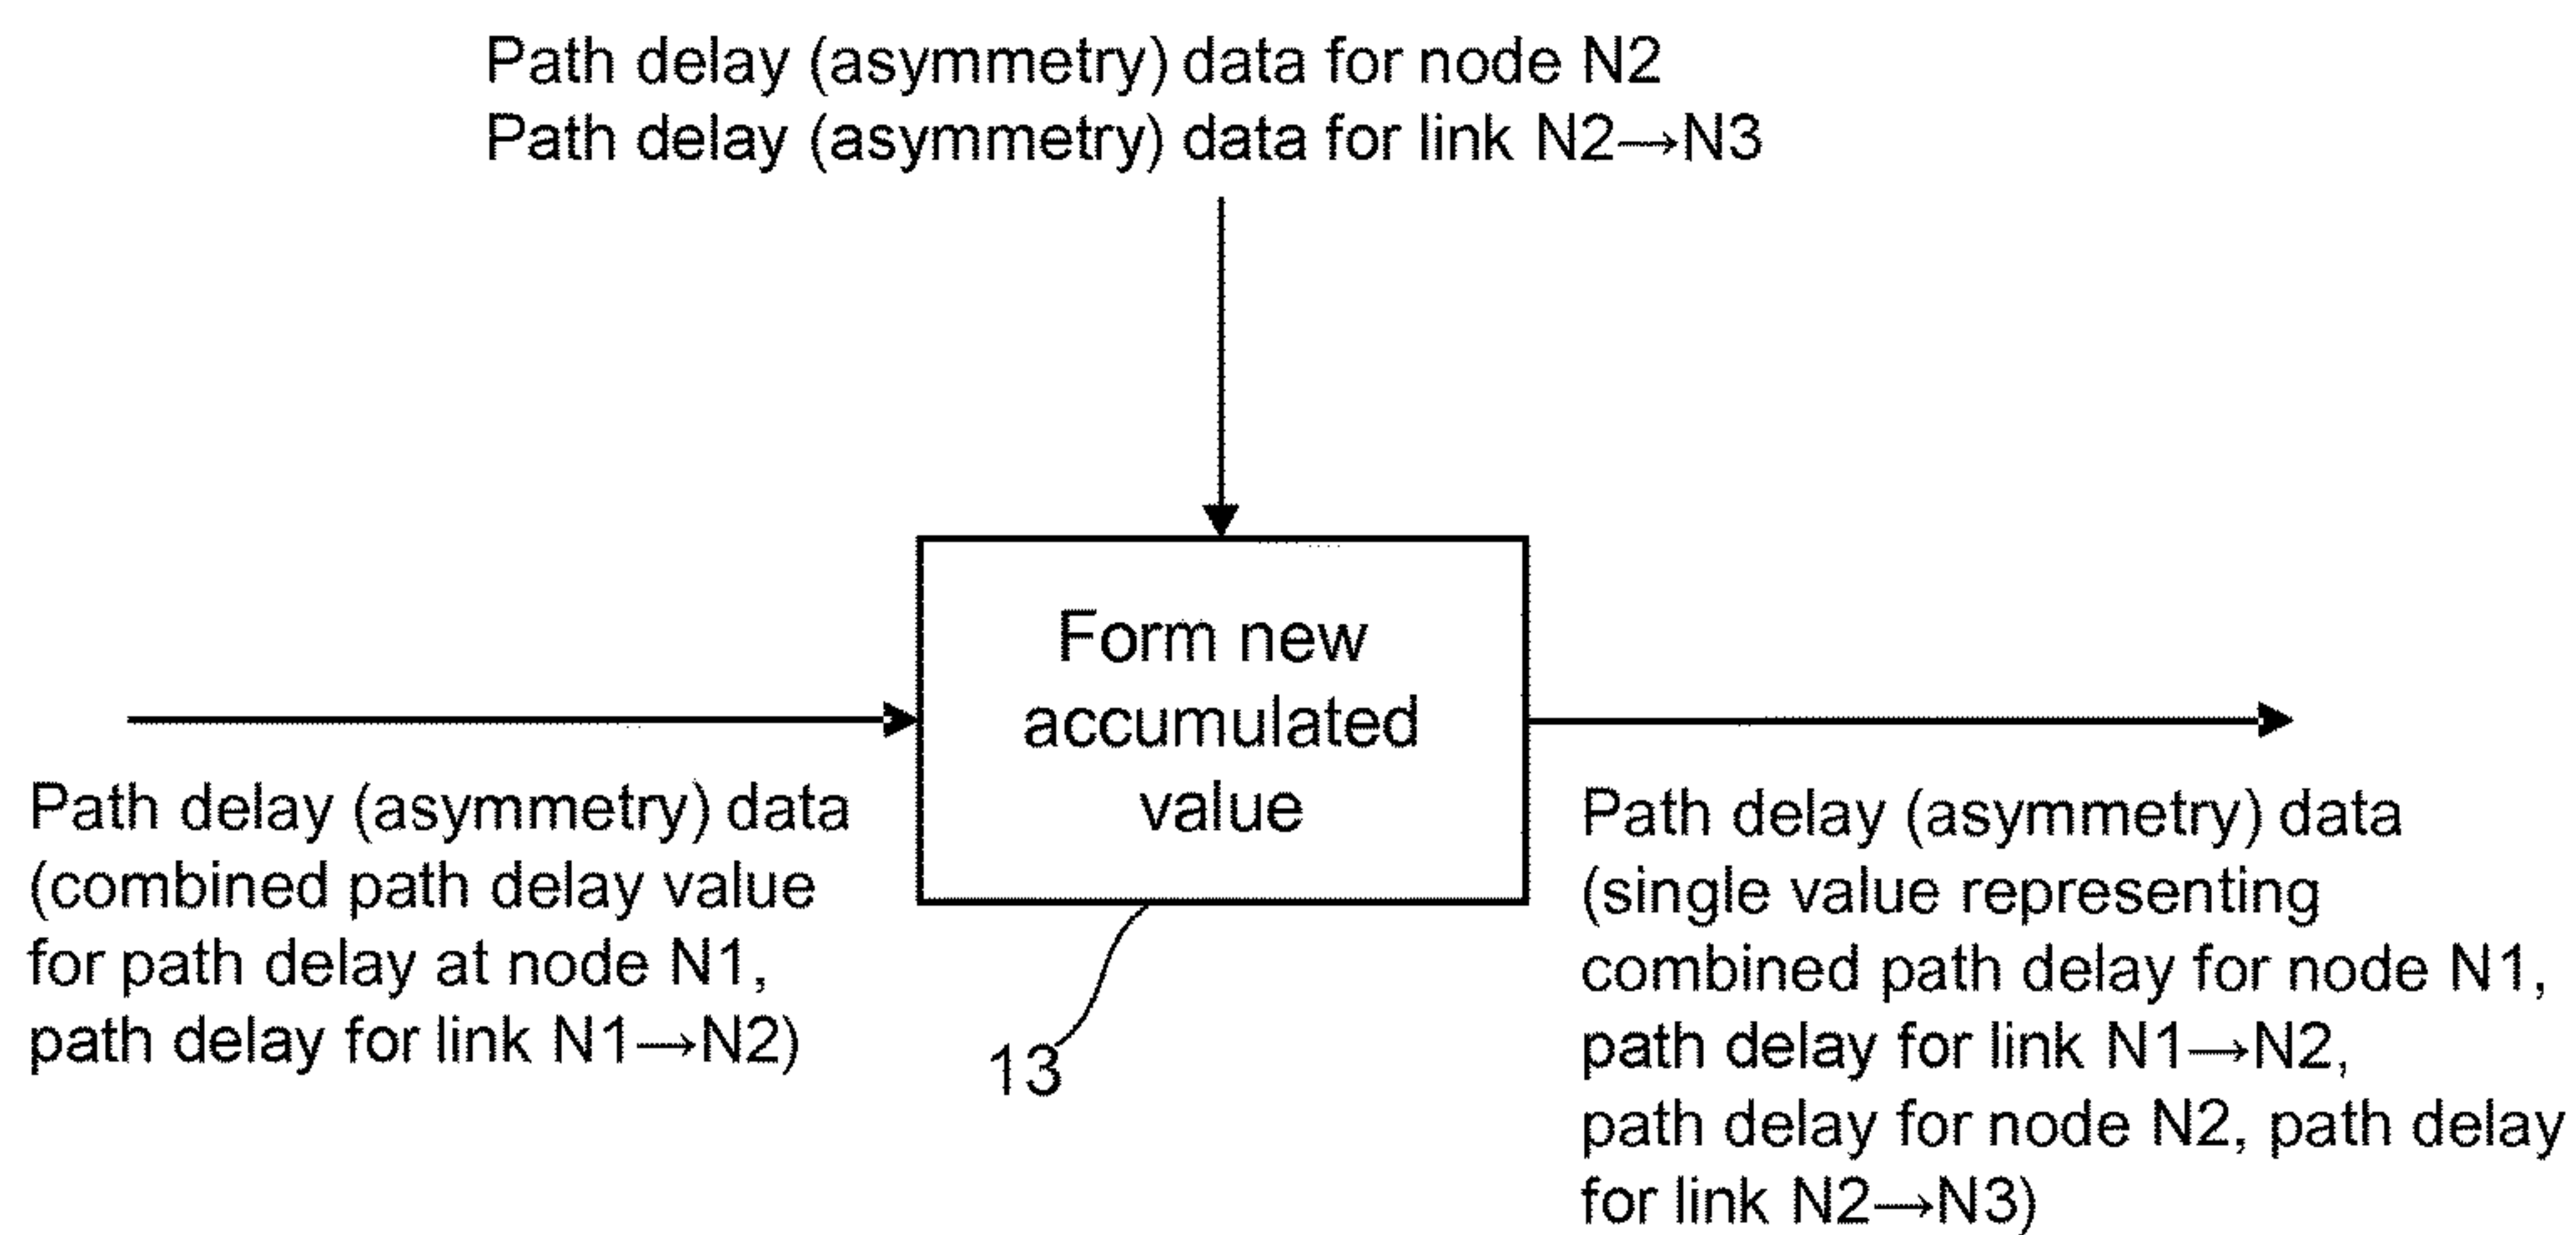 Path delay (asymmetry) data for node N2
Path delay (asymmetry) data for link N2→N3
Form new
accumulated
value
Path delay (asymmetry) data
(combined path delay value
for path delay at node N1,
path delay for link N1→N2)
13
Path delay (asymmetry) data
(single value representing
combined path delay for node N1,
path delay for link N1→N2,
path delay for node N2, path delay
for link N2→N3)